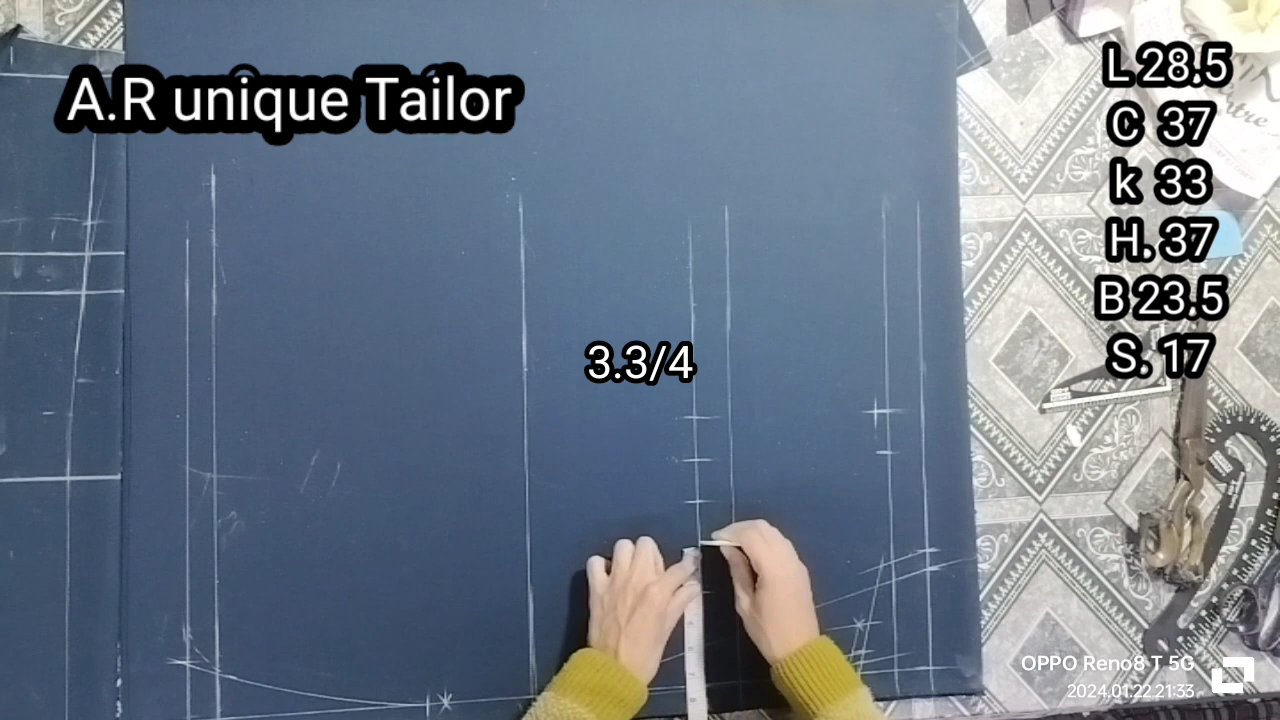 A.R unique Tailor
L 28.5
C 37
k 33
H. 37
B 23.5
S. 17
3.3/4
OPPO Reno8 T 5G
2024.01.22 21:33